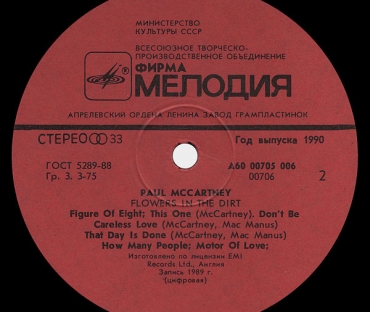 МИНИСТЕРСТВО
КУЛЬТУРЫ СССР
ВСЕСОЮЗНОЕ ТВОРЧЕСКО-
ПРОИЗВОДСТВЕННОЕ ОБЪЕДИНЕНИЕ
ФИРМА
МЕЛОДИЯ
АПРЕЛЕВСКИЙ ОРДЕНА ЛЕНИНА ЗАВОД ГРАМПЛАСТИНОК
СТЕРЕО 33
Год выпуска 1990
ГОСТ 5289-88
А60 00705 006
Гр. 3. 3-75
00706
2
PAUL MCCARTNEY
FLOWERS IN THE DIRT
Figure Of Eight; This One (McCartney). Don't Be
Careless Love (McCartney, Mac Manus)
That Day Is Done (McCartney, Mac Manus)
How Many People; Motor Of Love;
Изготовлено по лицензии EMI
Records Ltd., Англия
Запись 1989 г.
(цифровая)